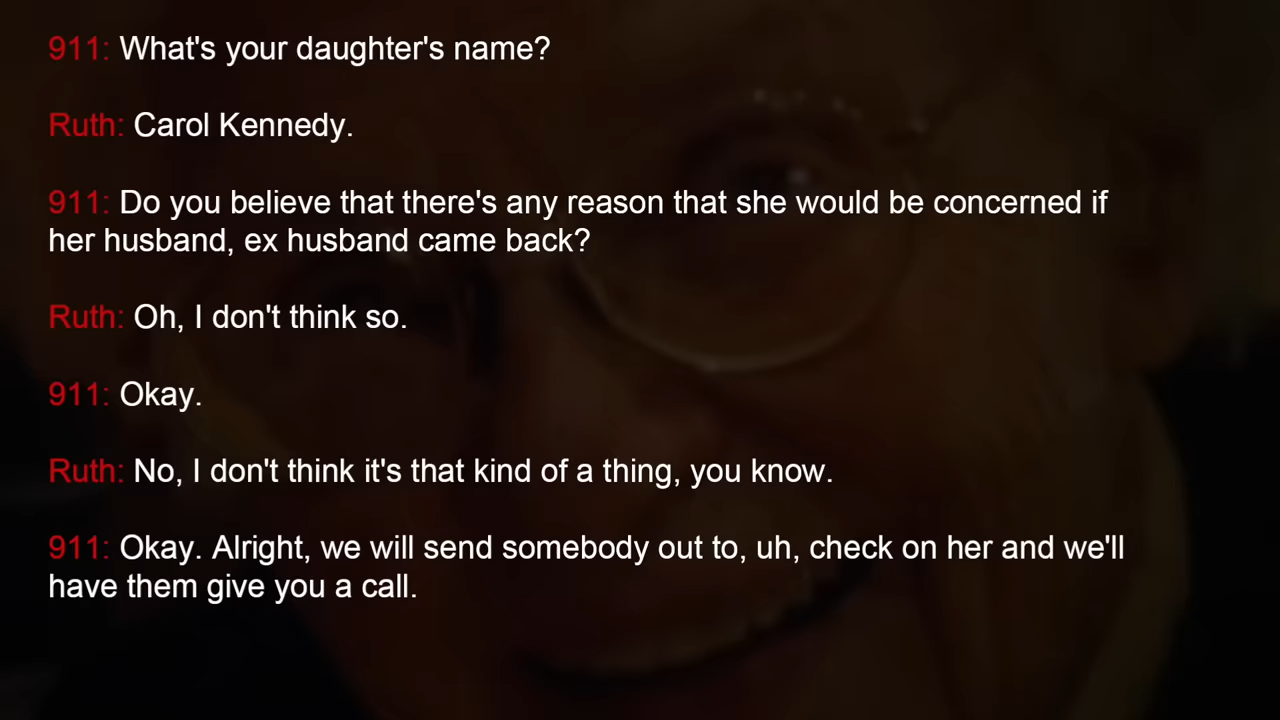 911: What's your daughter's name?
Ruth: Carol Kennedy.
911: Do you believe that there's any reason that she would be concerned if
her husband, ex husband came back?
Ruth: Oh, I don't think so.
911: Okay.
Ruth: No, I don't think it's that kind of a thing, you know.
911: Okay. Alright, we will send somebody out to, uh, check on her and we'll
have them give you a call.